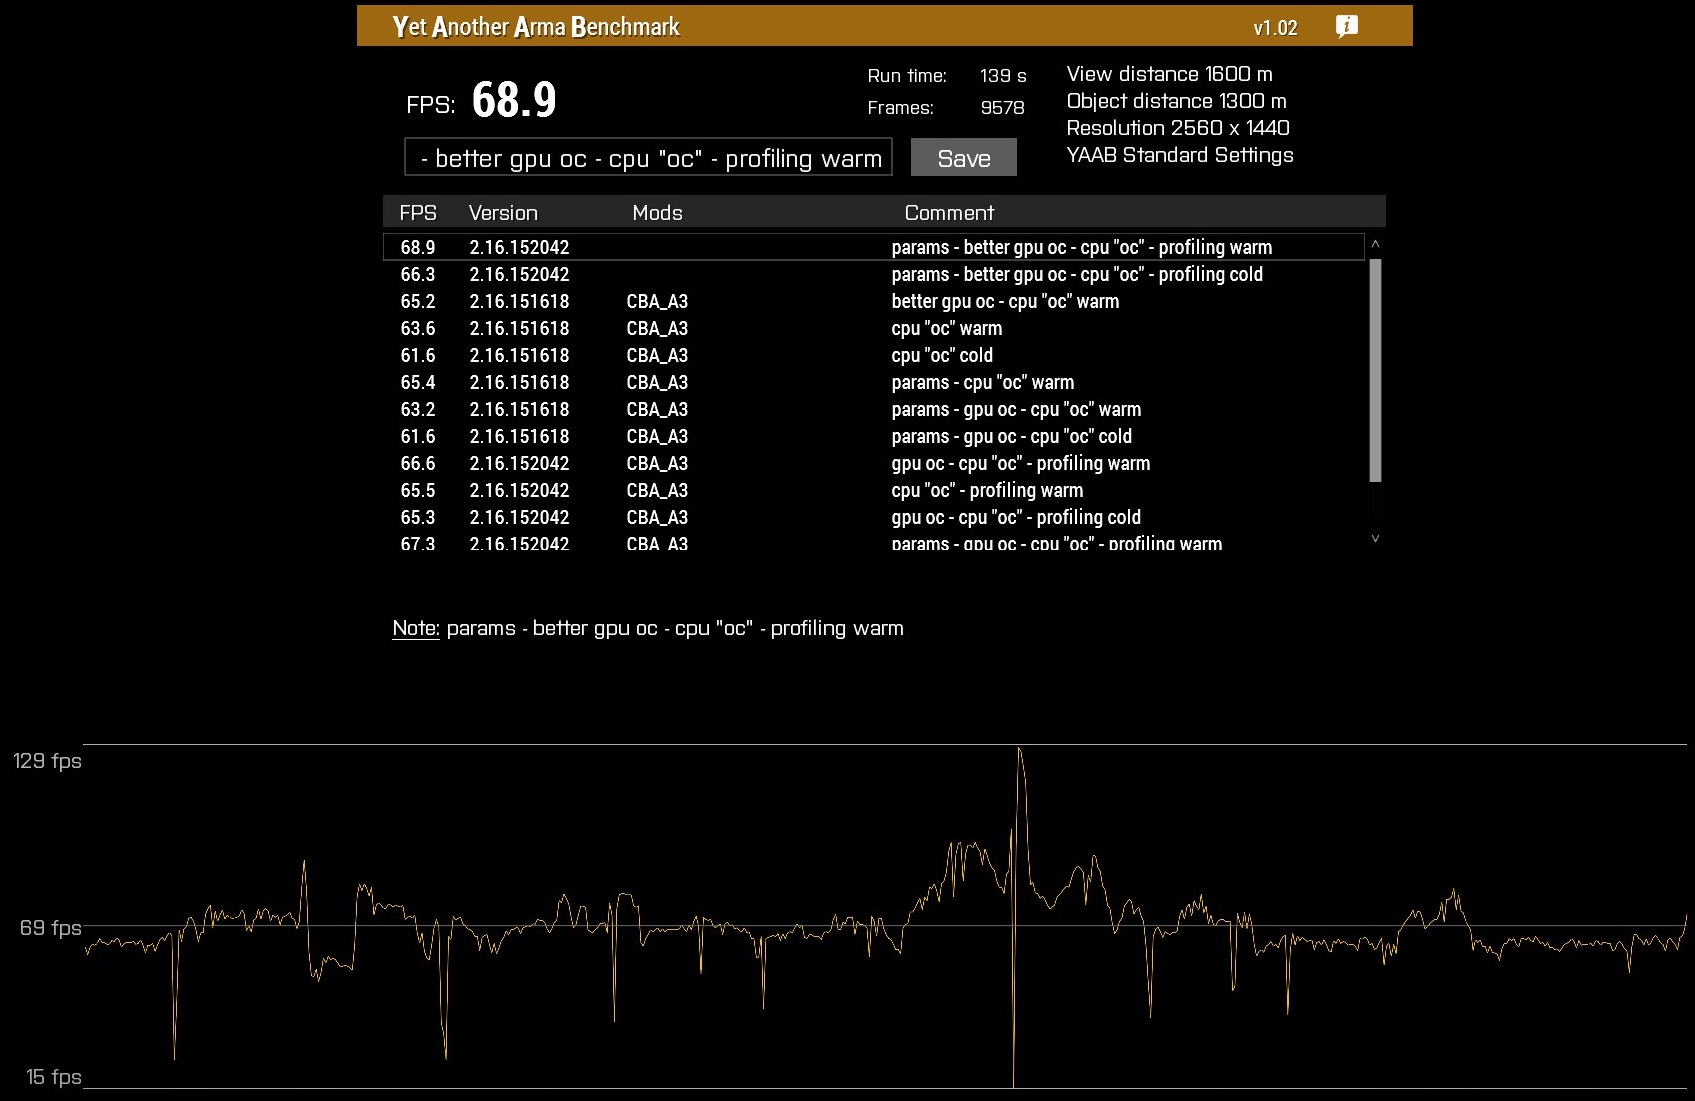 Yet Another Arma Benchmark v1.02
FPS: 68.9
Run time: 139 s
Frames: 9578
View distance 1600 m
Object distance 1300 m
Resolution 2560 x 1440
YAAB Standard Settings
- better gpu oc - cpu "oc" - profiling warm Save
FPS Version Mods Comment
68.9 2.16.152042 params - better gpu oc - cpu "oc" - profiling warm
66.3 2.16.152042 params - better gpu oc - cpu "oc" - profiling cold
65.2 2.16.151618 CBA_A3 better gpu oc - cpu "oc" warm
63.6 2.16.151618 CBA_A3 cpu "oc" warm
61.6 2.16.151618 CBA_A3 cpu "oc" cold
65.4 2.16.151618 CBA_A3 params - cpu "oc" warm
63.2 2.16.151618 CBA_A3 params - gpu oc - cpu "oc" warm
61.6 2.16.151618 CBA_A3 params - gpu oc - cpu "oc" cold
66.6 2.16.152042 CBA_A3 gpu oc - cpu "oc" - profiling warm
65.5 2.16.152042 CBA_A3 cpu "oc" - profiling warm
65.3 2.16.152042 CBA_A3 gpu oc - cpu "oc" - profiling cold
67.3 2.16.152042 CBA_A3 params - gpu oc - cpu "oc" - profiling warm
Note: params - better gpu oc - cpu "oc" - profiling warm
129 fps
69 fps
15 fps